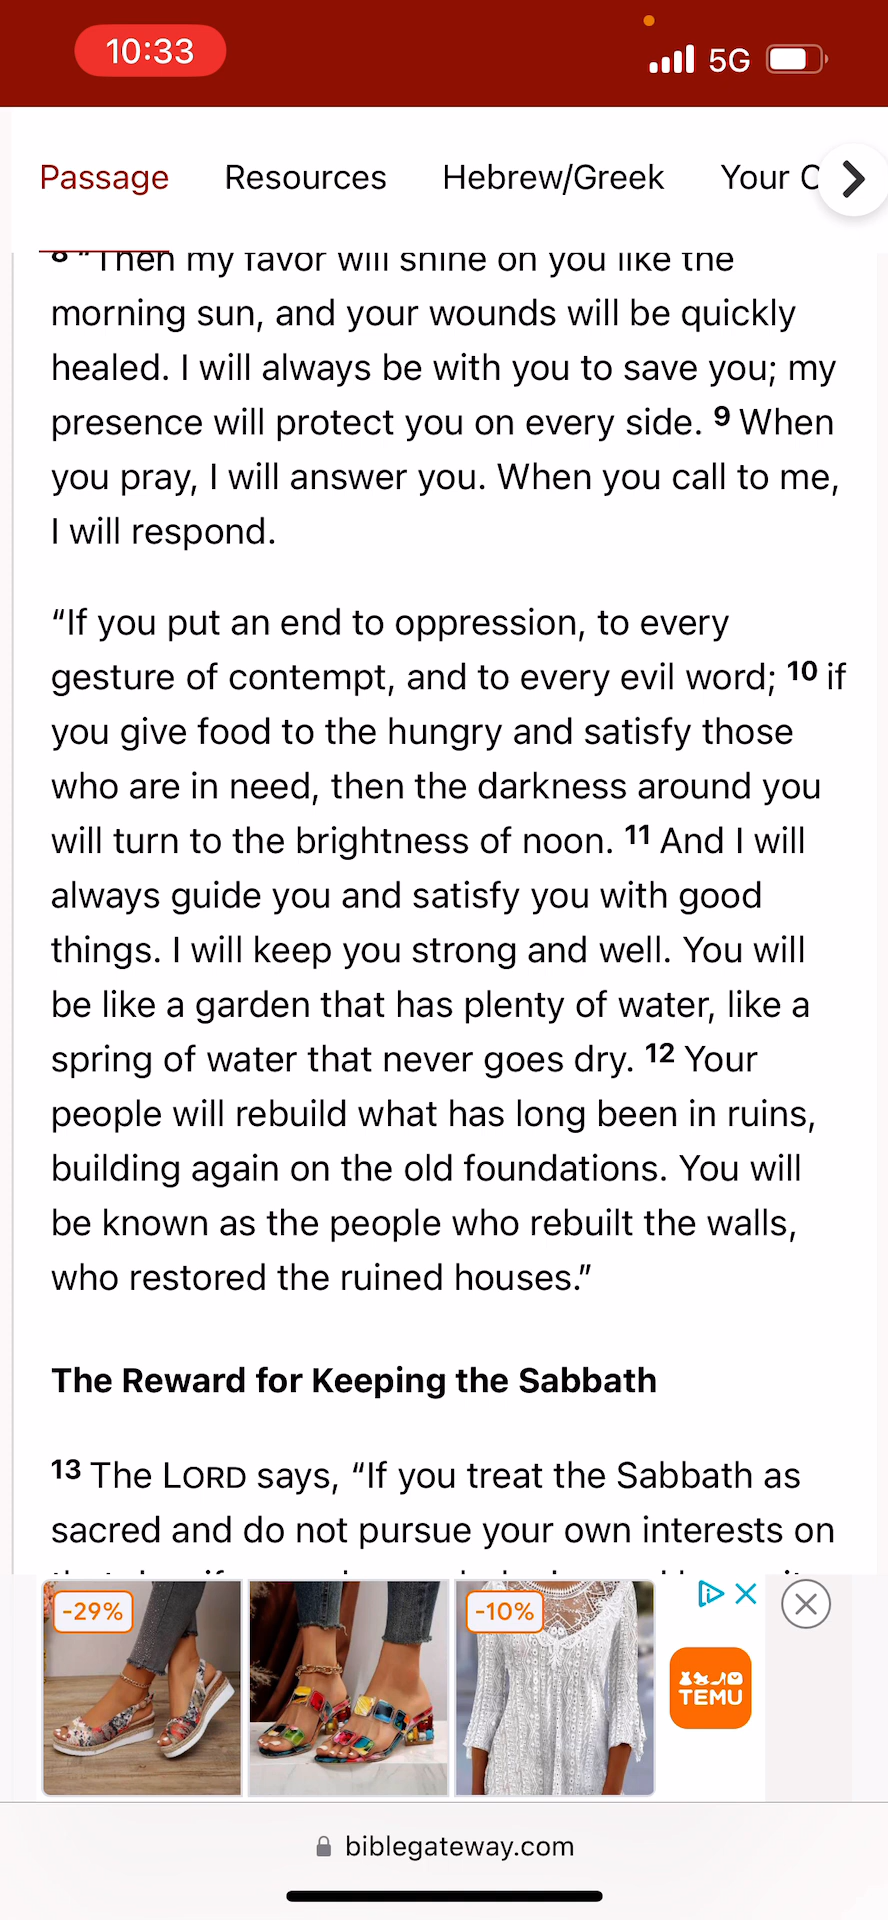 10:33
5G
Passage Resources Hebrew/Greek Your C
8 “Then my favor will shine on you like the
morning sun, and your wounds will be quickly
healed. I will always be with you to save you; my
presence will protect you on every side. 9 When
you pray, I will answer you. When you call to me,
I will respond.
“If you put an end to oppression, to every
gesture of contempt, and to every evil word; 10 if
you give food to the hungry and satisfy those
who are in need, then the darkness around you
will turn to the brightness of noon. 11 And I will
always guide you and satisfy you with good
things. I will keep you strong and well. You will
be like a garden that has plenty of water, like a
spring of water that never goes dry. 12 Your
people will rebuild what has long been in ruins,
building again on the old foundations. You will
be known as the people who rebuilt the walls,
who restored the ruined houses.”
The Reward for Keeping the Sabbath
13 The LORD says, “If you treat the Sabbath as
sacred and do not pursue your own interests on
-29%
-10%
TEMU
biblegateway.com